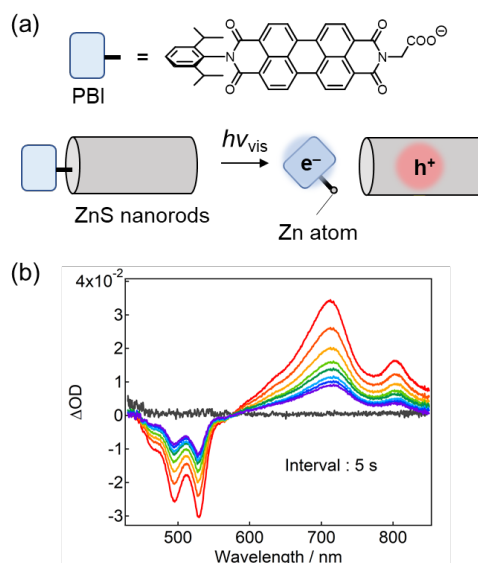 (a)
PBI
=
O
N
O
O
N
O
COO⊖
ZnS nanorods
hνvis
e⁻
Zn atom
h⁺
(b)
4x10⁻²
3
2
1
0
-1
-2
-3
ΔOD
Interval : 5 s
500 600 700 800
Wavelength / nm